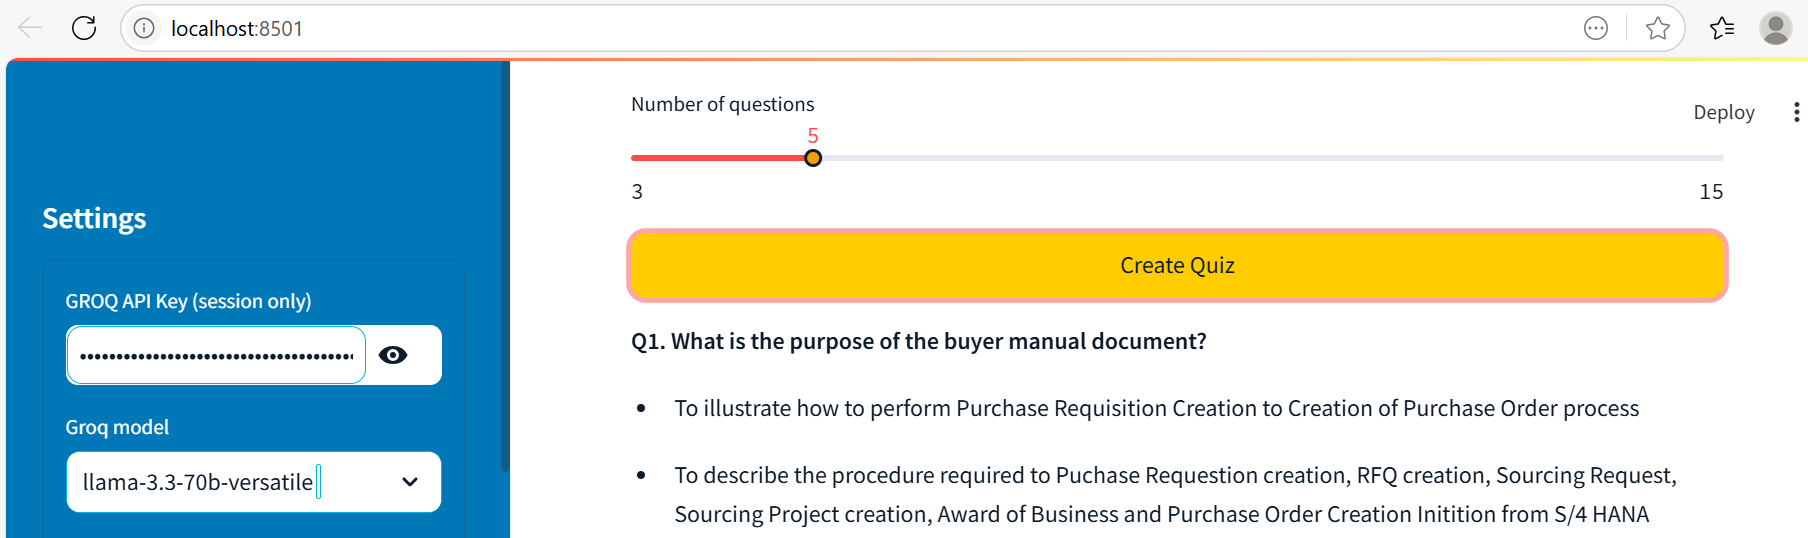 localhost:8501
Number of questions
Deploy
5
3
15
Settings
Create Quiz
GROQ API Key (session only)
Q1. What is the purpose of the buyer manual document?
To illustrate how to perform Purchase Requisition Creation to Creation of Purchase Order process
Groq model
llama-3.3-70b-versatile
To describe the procedure required to Puchase Requestion creation, RFQ creation, Sourcing Request,
Sourcing Project creation, Award of Business and Purchase Order Creation Initition from S/4 HANA